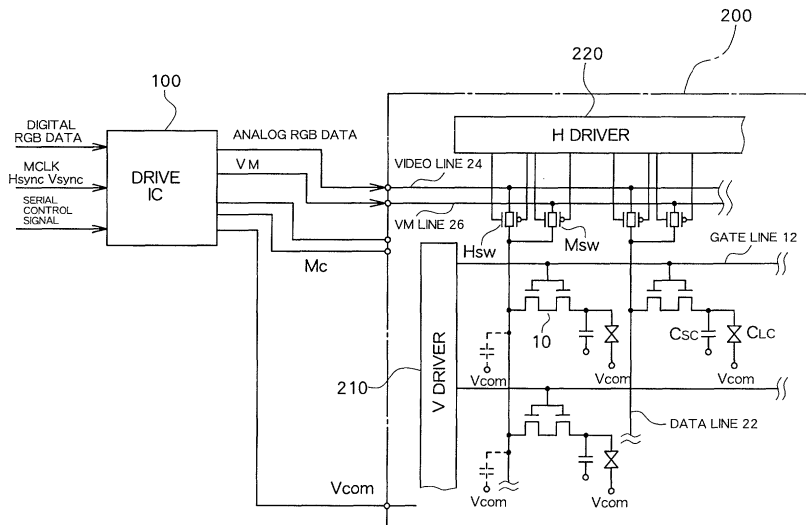 200
100
220
DIGITAL
RGB DATA
ANALOG RGB DATA
H DRIVER
MCLK
Hsync Vsync
DRIVE
IC
VM
VIDEO LINE 24
SERIAL
CONTROL
SIGNAL
VM LINE 26
Mc
Hsw
Msw
GATE LINE 12
10
CSC
CLC
210
V DRIVER
Vcom
Vcom
Vcom
DATA LINE 22
Vcom
Vcom
Vcom